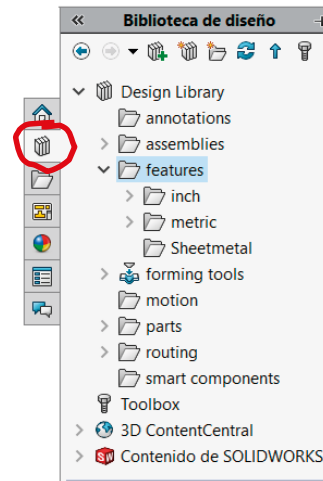 Biblioteca de diseño
Design Library
annotations
assemblies
features
inch
metric
Sheetmetal
forming tools
motion
parts
routing
smart components
Toolbox
3D ContentCentral
Contenido de SOLIDWORKS